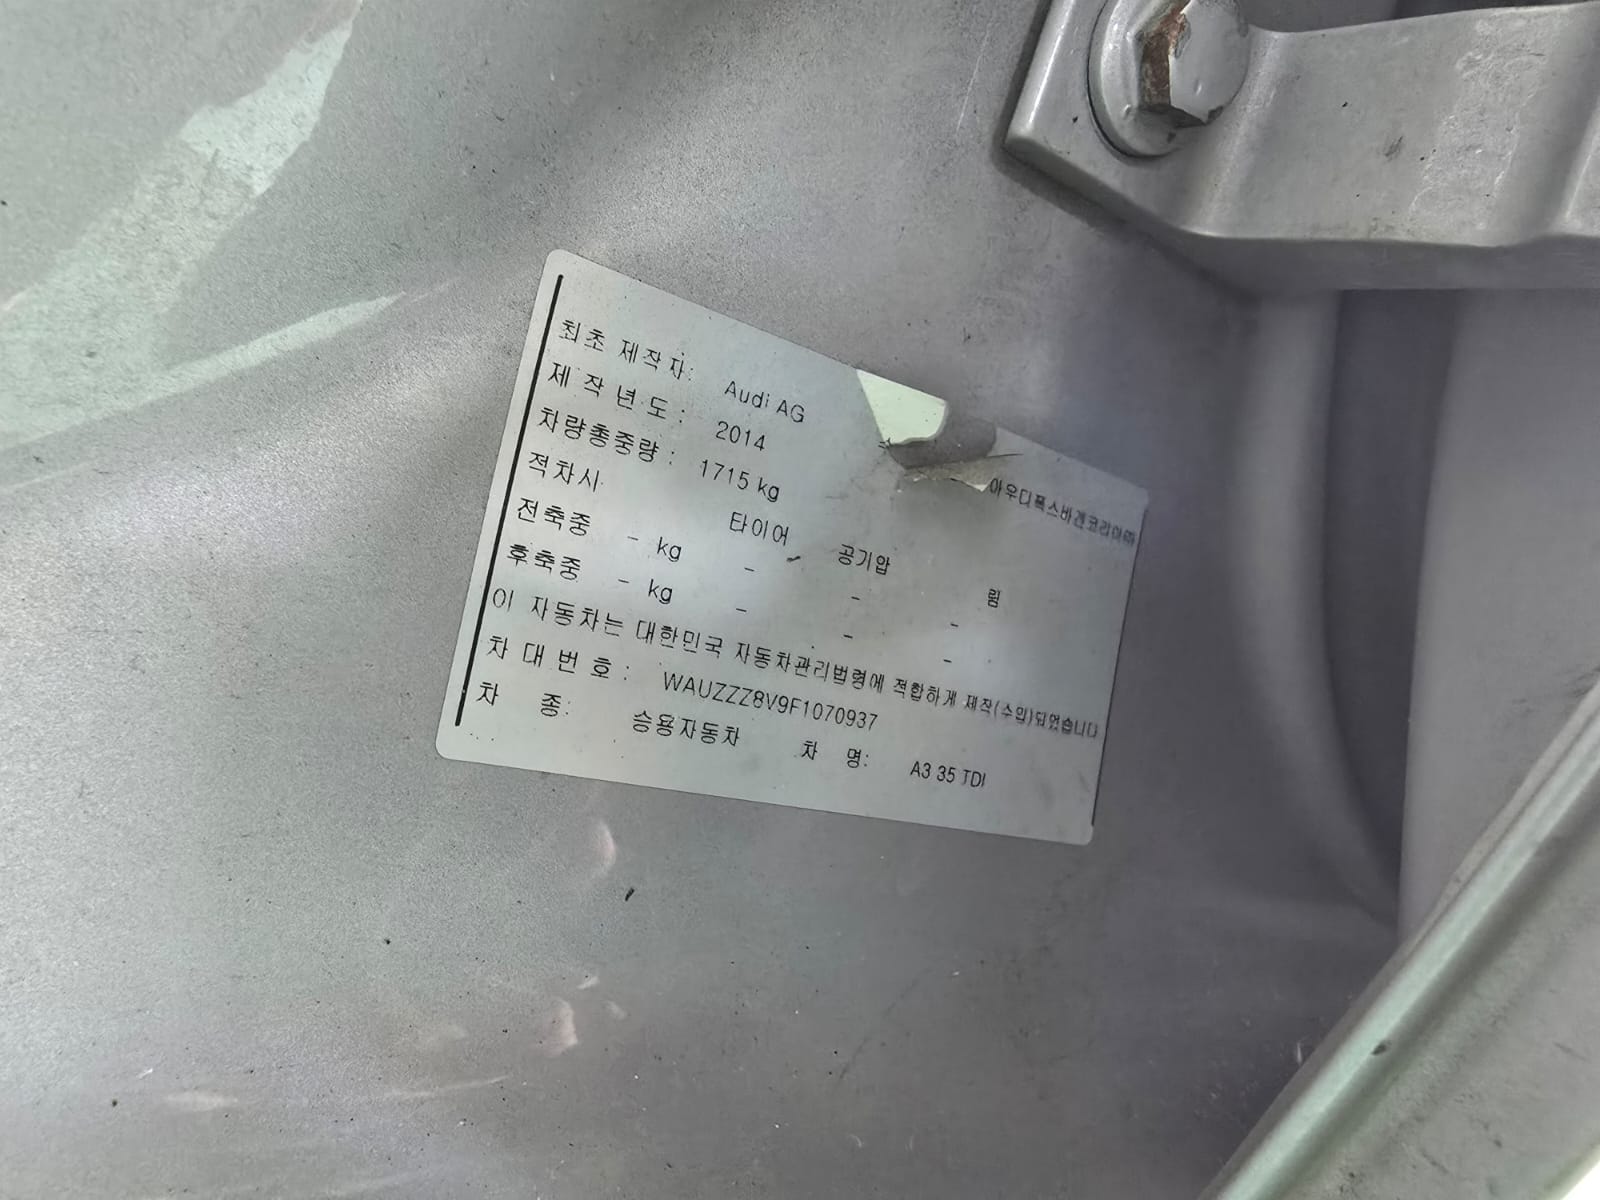 최초 제작자: Audi AG
아우디폭스바겐코리아㈜
제 작 년 도 : 2014
차량총중량 : 1715 kg
적차시 타이어 공기압 림
전축중 - kg - - -
후축중 - kg - - -
이 자동차는 대한민국 자동차관리법령에 적합하게 제작(수입)되었습니다
차 대 번 호 : WAUZZZ8V9F1070937
차 종: 승용자동차 차 명: A3 35 TDI